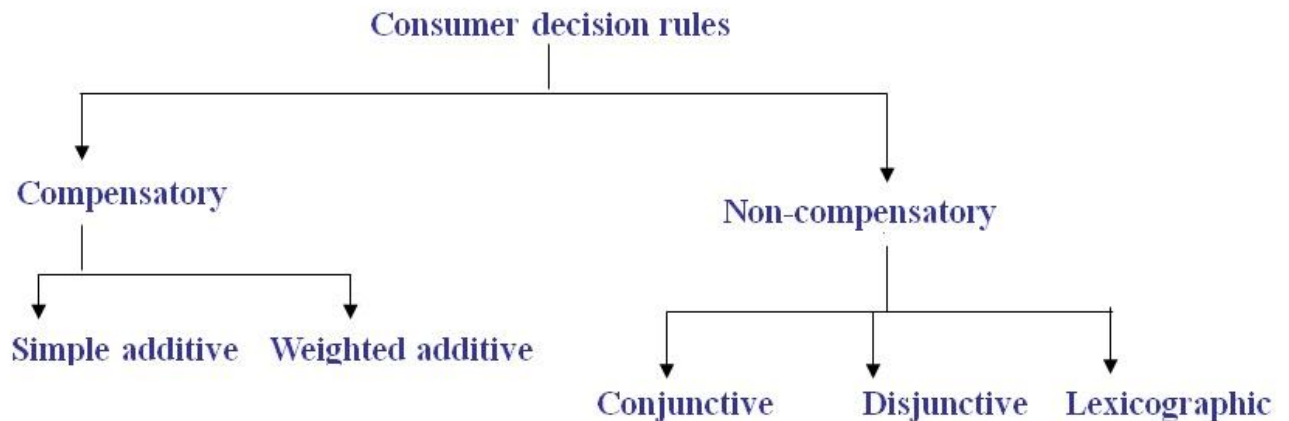 Consumer decision rules
Compensatory
Non-compensatory
Simple additive
Weighted additive
Conjunctive
Disjunctive
Lexicographic